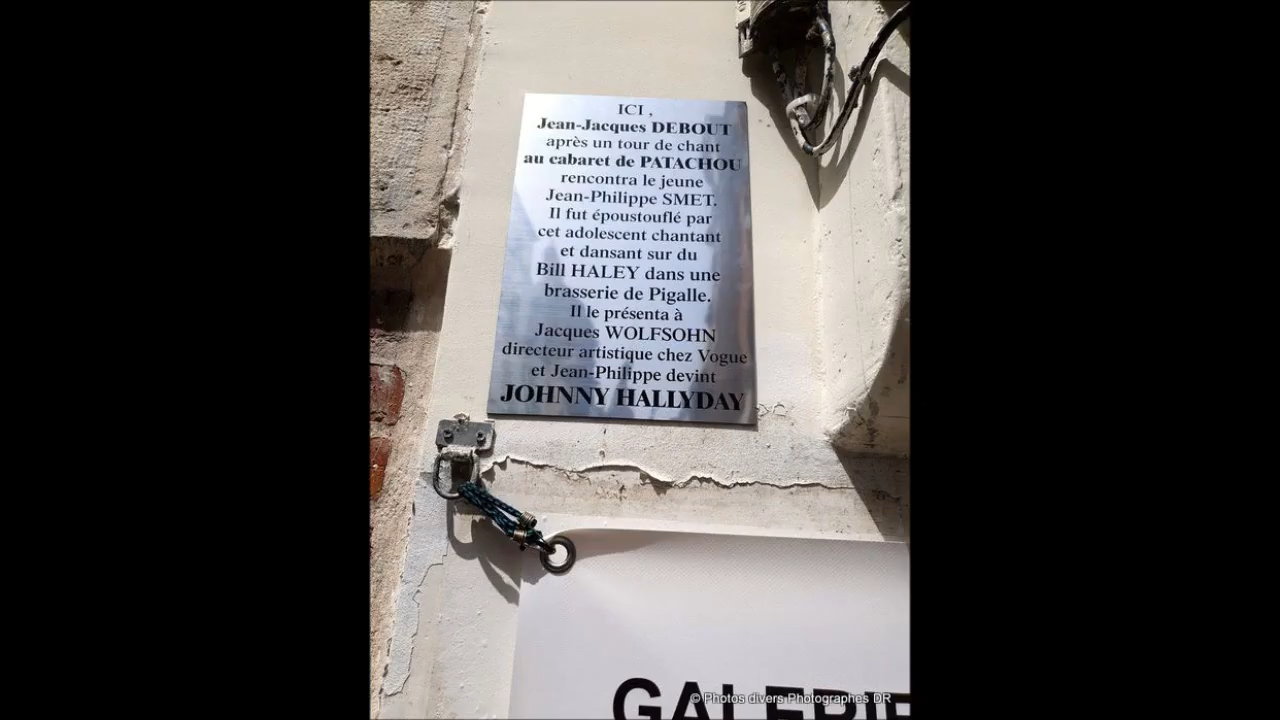 ICI ,
Jean-Jacques DEBOUT
après un tour de chant
au cabaret de PATACHOU
rencontra le jeune
Jean-Philippe SMET.
Il fut époustouflé par
cet adolescent chantant
et dansant sur du
Bill HALEY dans une
brasserie de Pigalle.
Il le présenta à
Jacques WOLFSOHN
directeur artistique chez Vogue
et Jean-Philippe devint
JOHNNY HALLYDAY
GALERIE
© Photos divers Photographes DR